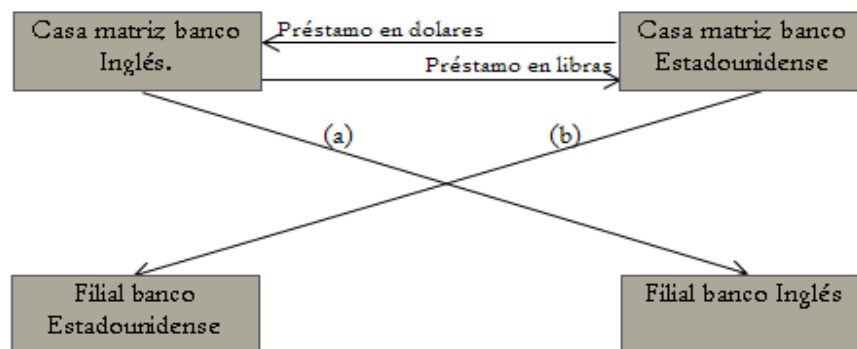 Casa matriz banco
Inglés.
Préstamo en dolares
Préstamo en libras
Casa matriz banco
Estadounidense
(a)
(b)
Filial banco
Estadounidense
Filial banco Inglés